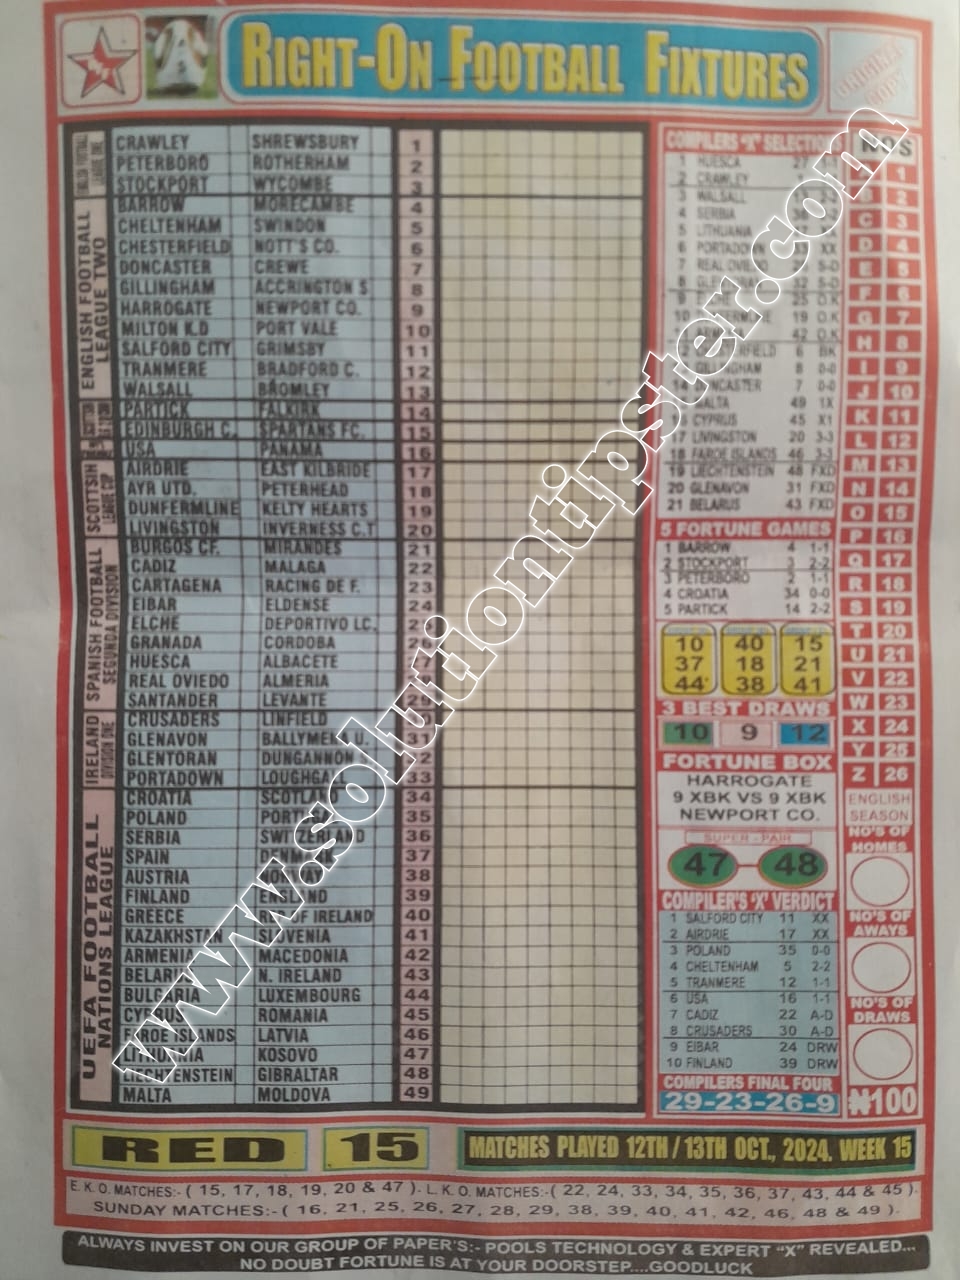 RIGHT-ON FOOTBALL FIXTURES
ORIGINAL COPY
ENGLISH FOOTBALL LEAGUE ONE
CRAWLEY SHREWSBURY 1
PETERBORO ROTHERHAM 2
STOCKPORT WYCOMBE 3
ENGLISH FOOTBALL LEAGUE TWO
BARROW MORECAMBE 4
CHELTENHAM SWINDON 5
CHESTERFIELD NOTT'S CO. 6
DONCASTER CREWE 7
GILLINGHAM ACCRINGTON S 8
HARROGATE NEWPORT CO. 9
MILTON K.D PORT VALE 10
SALFORD CITY GRIMSBY 11
TRANMERE BRADFORD C. 12
WALSALL BROMLEY 13
PARTICK FALKIRK 14
EDINBURGH C. SPARTANS FC. 15
USA PANAMA 16
SCOTTSIH LEAGUE CUP
AIRDRIE EAST KILBRIDE 17
AYR UTD. PETERHEAD 18
DUNFERMLINE KELTY HEARTS 19
LIVINGSTON INVERNESS C.T 20
SPANISH FOOTBALL SEGUNDA DIVISION
BURGOS CF. MIRANDES 21
CADIZ MALAGA 22
CARTAGENA RACING DE F. 23
EIBAR ELDENSE 24
ELCHE DEPORTIVO LC.
GRANADA CORDOBA 26
HUESCA ALBACETE
REAL OVIEDO ALMERIA
SANTANDER LEVANTE 29
IRELAND DIVISION ONE
CRUSADERS LINFIELD
GLENAVON BALLYMENA U. 31
GLENTORAN DUNGANNON
PORTADOWN LOUGHGALL 33
UEFA FOOTBALL NATIONS LEAGUE
CROATIA SCOTLAND 34
POLAND PORTUGAL 35
SERBIA SWITZERLAND 36
SPAIN DENMARK 37
AUSTRIA NORWAY 38
FINLAND ENGLAND 39
GREECE REP OF IRELAND 40
KAZAKHSTAN SLOVENIA 41
ARMENIA MACEDONIA 42
BELARUS N. IRELAND 43
BULGARIA LUXEMBOURG 44
CYPRUS ROMANIA 45
FAROE ISLANDS LATVIA 46
LITHUANIA KOSOVO 47
LIECHTENSTEIN GIBRALTAR 48
MALTA MOLDOVA 49
COMPILERS "X" SELECTION
1 HUESCA 27
2 CRAWLEY
3 WALSALL
4 SERBIA
5 LITHUANIA
6 PORTADOWN 33 XX
7 REAL OVIEDO S-D
8 32 S-D
9 ELCHE 25 O.K
10 19 O.K
42 O.K
6 BK
GILLINGHAM 8 0-0
14 DONCASTER 7 0-0
MALTA 49 1X
CYPRUS 45 X1
17 LIVINGSTON 20 3-3
18 FAROE ISLANDS 46 3-3
19 LIECHTENSTEIN 48 FXD
20 GLENAVON 31 FXD
21 BELARUS 43 FXD
5 FORTUNE GAMES
1 BARROW 4 1-1
2 STOCKPORT 3 2-2
3 PETERBORO 2 1-1
4 CROATIA 34 0-0
5 PARTICK 14 2-2
10 40 15
37 18 21
44 38 41
3 BEST DRAWS
10 9 12
FORTUNE BOX
HARROGATE
9 XBK VS 9 XBK
NEWPORT CO.
SUPER - PAIR
47 - 48
COMPILER'S 'X' VERDICT
1 SALFORD CITY 11 XX
2 AIRDRIE 17 XX
3 POLAND 35 0-0
4 CHELTENHAM 5 2-2
5 TRANMERE 12 1-1
6 USA 16 1-1
7 CADIZ 22 A-D
8 CRUSADERS 30 A-D
9 EIBAR 24 DRW
10 FINLAND 39 DRW
COMPILERS FINAL FOUR
29-23-26-9
NOS
1
2
C 3
D 4
E 5
F 6
G 7
H 8
I 9
J 10
K 11
L 12
M 13
N 14
O 15
P 16
Q 17
R 18
S 19
T 20
U 21
V 22
W 23
X 24
Y 25
Z 26
ENGLISH
SEASON
NO'S OF
HOMES
NO'S OF
AWAYS
NO'S OF
DRAWS
₦100
RED 15 MATCHES PLAYED 12TH / 13TH OCT., 2024. WEEK 15
E. K. O. MATCHES:- ( 15, 17, 18, 19, 20 & 47 ). L. K. O. MATCHES:-( 22, 24, 33, 34, 35, 36, 37, 43, 44 & 45 ).
SUNDAY MATCHES:-( 16, 21, 25, 26, 27, 28, 29, 38, 39, 40, 41, 42, 46, 48 & 49 ).
ALWAYS INVEST ON OUR GROUP OF PAPER'S:- POOLS TECHNOLOGY & EXPERT "X" REVEALED...
NO DOUBT FORTUNE IS AT YOUR DOORSTEP....GOODLUCK
www.solutiontipster.com